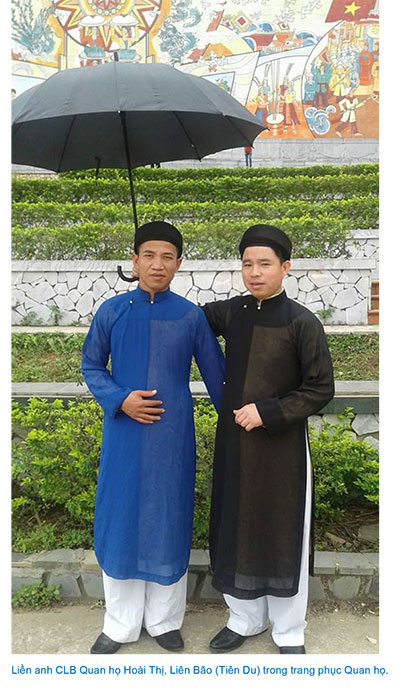 Liền anh CLB Quan họ Hoài Thị, Liên Bão (Tiên Du) trong trang phục Quan họ.